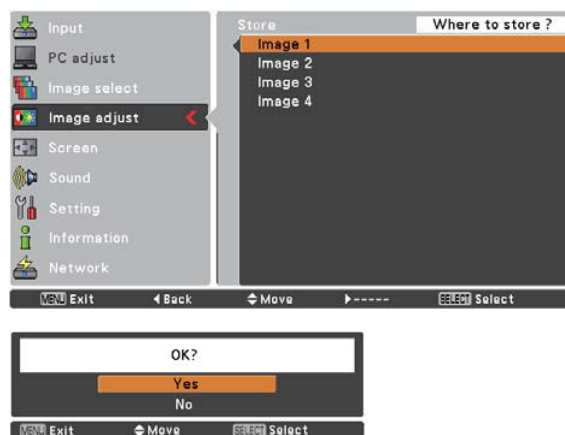 Input
PC adjust
Image select
Image adjust
Screen
Sound
Setting
Information
Network
Store
Where to store ?
Image 1
Image 2
Image 3
Image 4
MENU Exit
Back
Move
-----
SELECT Select
OK?
Yes
No
MENU Exit
Move
SELECT Select